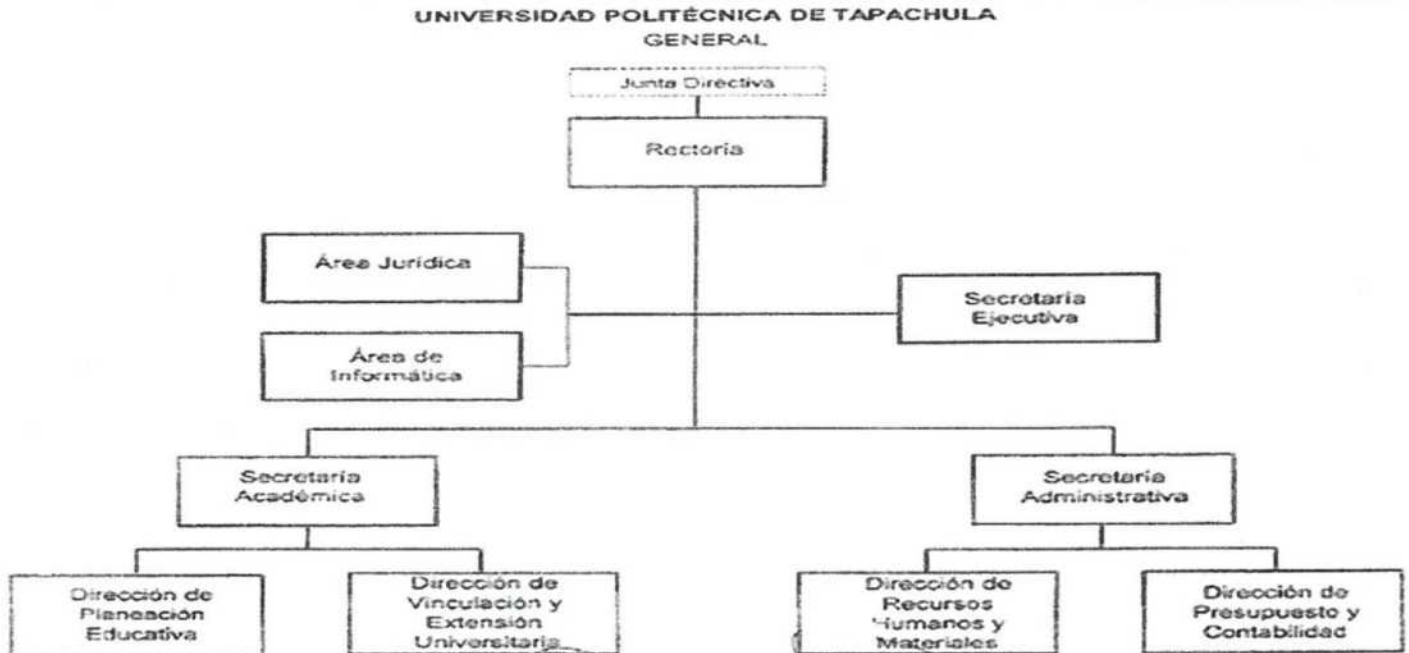 UNIVERSIDAD POLITÉCNICA DE TAPACHULA
GENERAL
Junta Directiva
Rectoría
Área Jurídica
Secretaría
Ejecutiva
Área de
Informática
Secretaría
Académica
Secretaría
Administrativa
Dirección de
Planeación
Educativa
Dirección de
Vinculación y
Extensión
Universitaria
Dirección de
Recursos
Humanos y
Materiales
Dirección de
Presupuesto y
Contabilidad